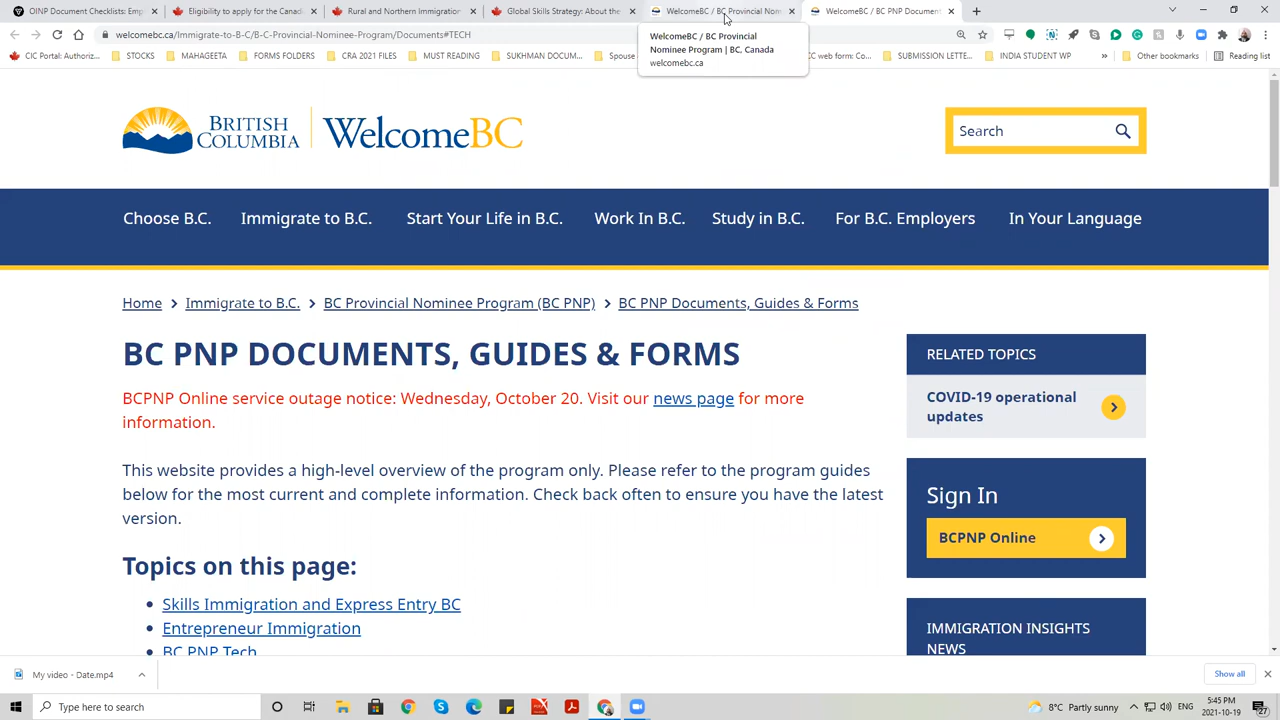 OINP Document Checklists: Emp
Eligibility to apply for the Canadi
Rural and Northern Immigration
Global Skills Strategy: About the
WelcomeBC / BC Provincial Nom
WelcomeBC / BC PNP Document
welcomebc.ca/Immigrate-to-B-C/B-C-Provincial-Nominee-Program/Documents#TECH
WelcomeBC / BC Provincial
Nominee Program | BC, Canada
welcomebc.ca
CIC Portal: Authoriz...
STOCKS
MAHAGEETA
FORMS FOLDER
CRA 2021 FILES
MUST READING
SUKHMAN DOCUM...
Spouse
CC web form: Co...
SUBMISSION LETTE...
INDIA STUDENT WP
»
Other bookmarks
Reading list
BRITISH
COLUMBIA
WelcomeBC
Search
Choose B.C. Immigrate to B.C. Start Your Life in B.C. Work In B.C. Study in B.C. For B.C. Employers In Your Language
Home > Immigrate to B.C. > BC Provincial Nominee Program (BC PNP) > BC PNP Documents, Guides & Forms
BC PNP DOCUMENTS, GUIDES & FORMS
BCPNP Online service outage notice: Wednesday, October 20. Visit our news page for more
information.
This website provides a high-level overview of the program only. Please refer to the program guides
below for the most current and complete information. Check back often to ensure you have the latest
version.
Topics on this page:
• Skills Immigration and Express Entry BC
• Entrepreneur Immigration
• BC PNP Tech
RELATED TOPICS
COVID-19 operational
updates
Sign In
BCPNP Online
IMMIGRATION INSIGHTS
NEWS
My video - Date.mp4
Show all
Type here to search
8°C Partly sunny
ENG
5:45 PM
2021-10-19
27